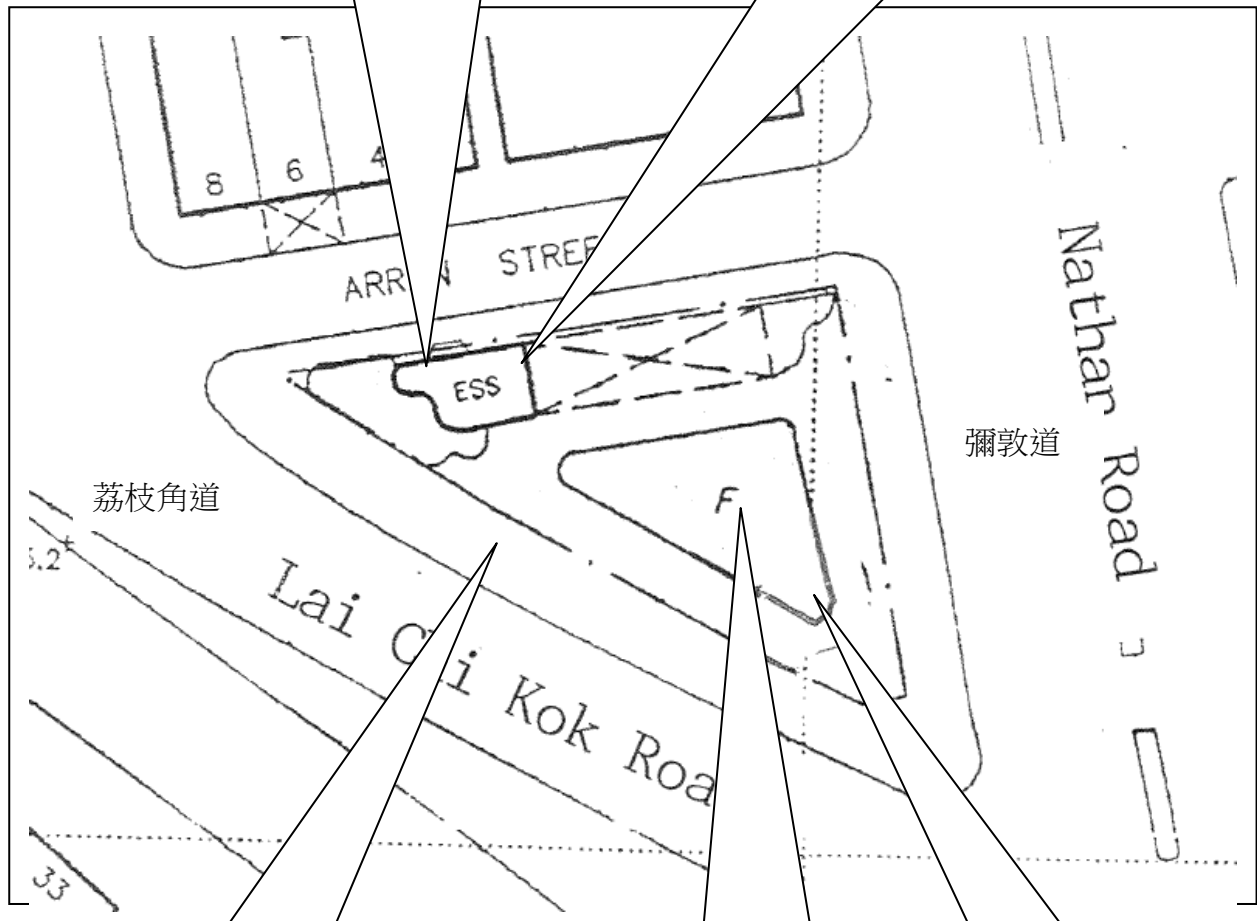 8
6
4
ARR N STREE
ESS
Nathar Road
彌敦道
F
荔枝角道
5.2
Lai C i Kok Roa
33